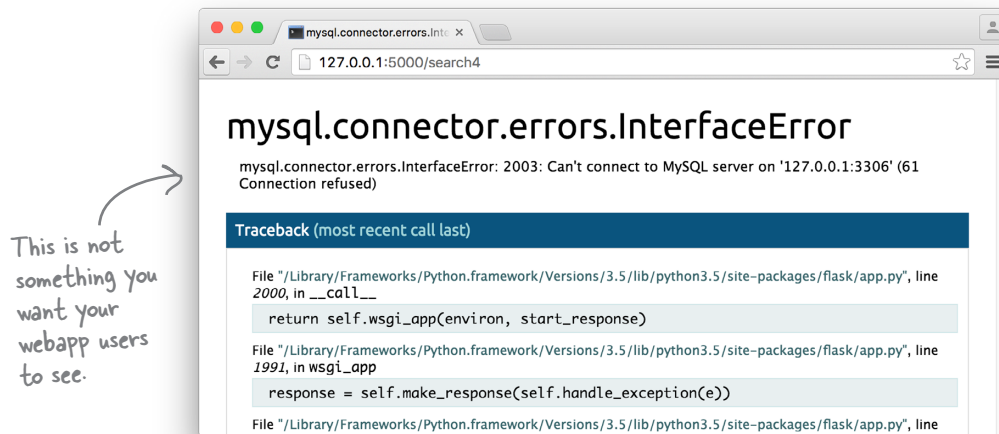 mysql.connector.errors.Inte
127.0.0.1:5000/search4
mysql.connector.errors.InterfaceError
mysql.connector.errors.InterfaceError: 2003: Can't connect to MySQL server on '127.0.0.1:3306' (61
Connection refused)
This is not
something you
want your
webapp users
to see.
Traceback (most recent call last)
File "/Library/Frameworks/Python.framework/Versions/3.5/lib/python3.5/site-packages/flask/app.py", line
2000, in __call__
return self.wsgi_app(environ, start_response)
File "/Library/Frameworks/Python.framework/Versions/3.5/lib/python3.5/site-packages/flask/app.py", line
1991, in wsgi_app
response = self.make_response(self.handle_exception(e))
File "/Library/Frameworks/Python.framework/Versions/3.5/lib/python3.5/site-packages/flask/app.py", line